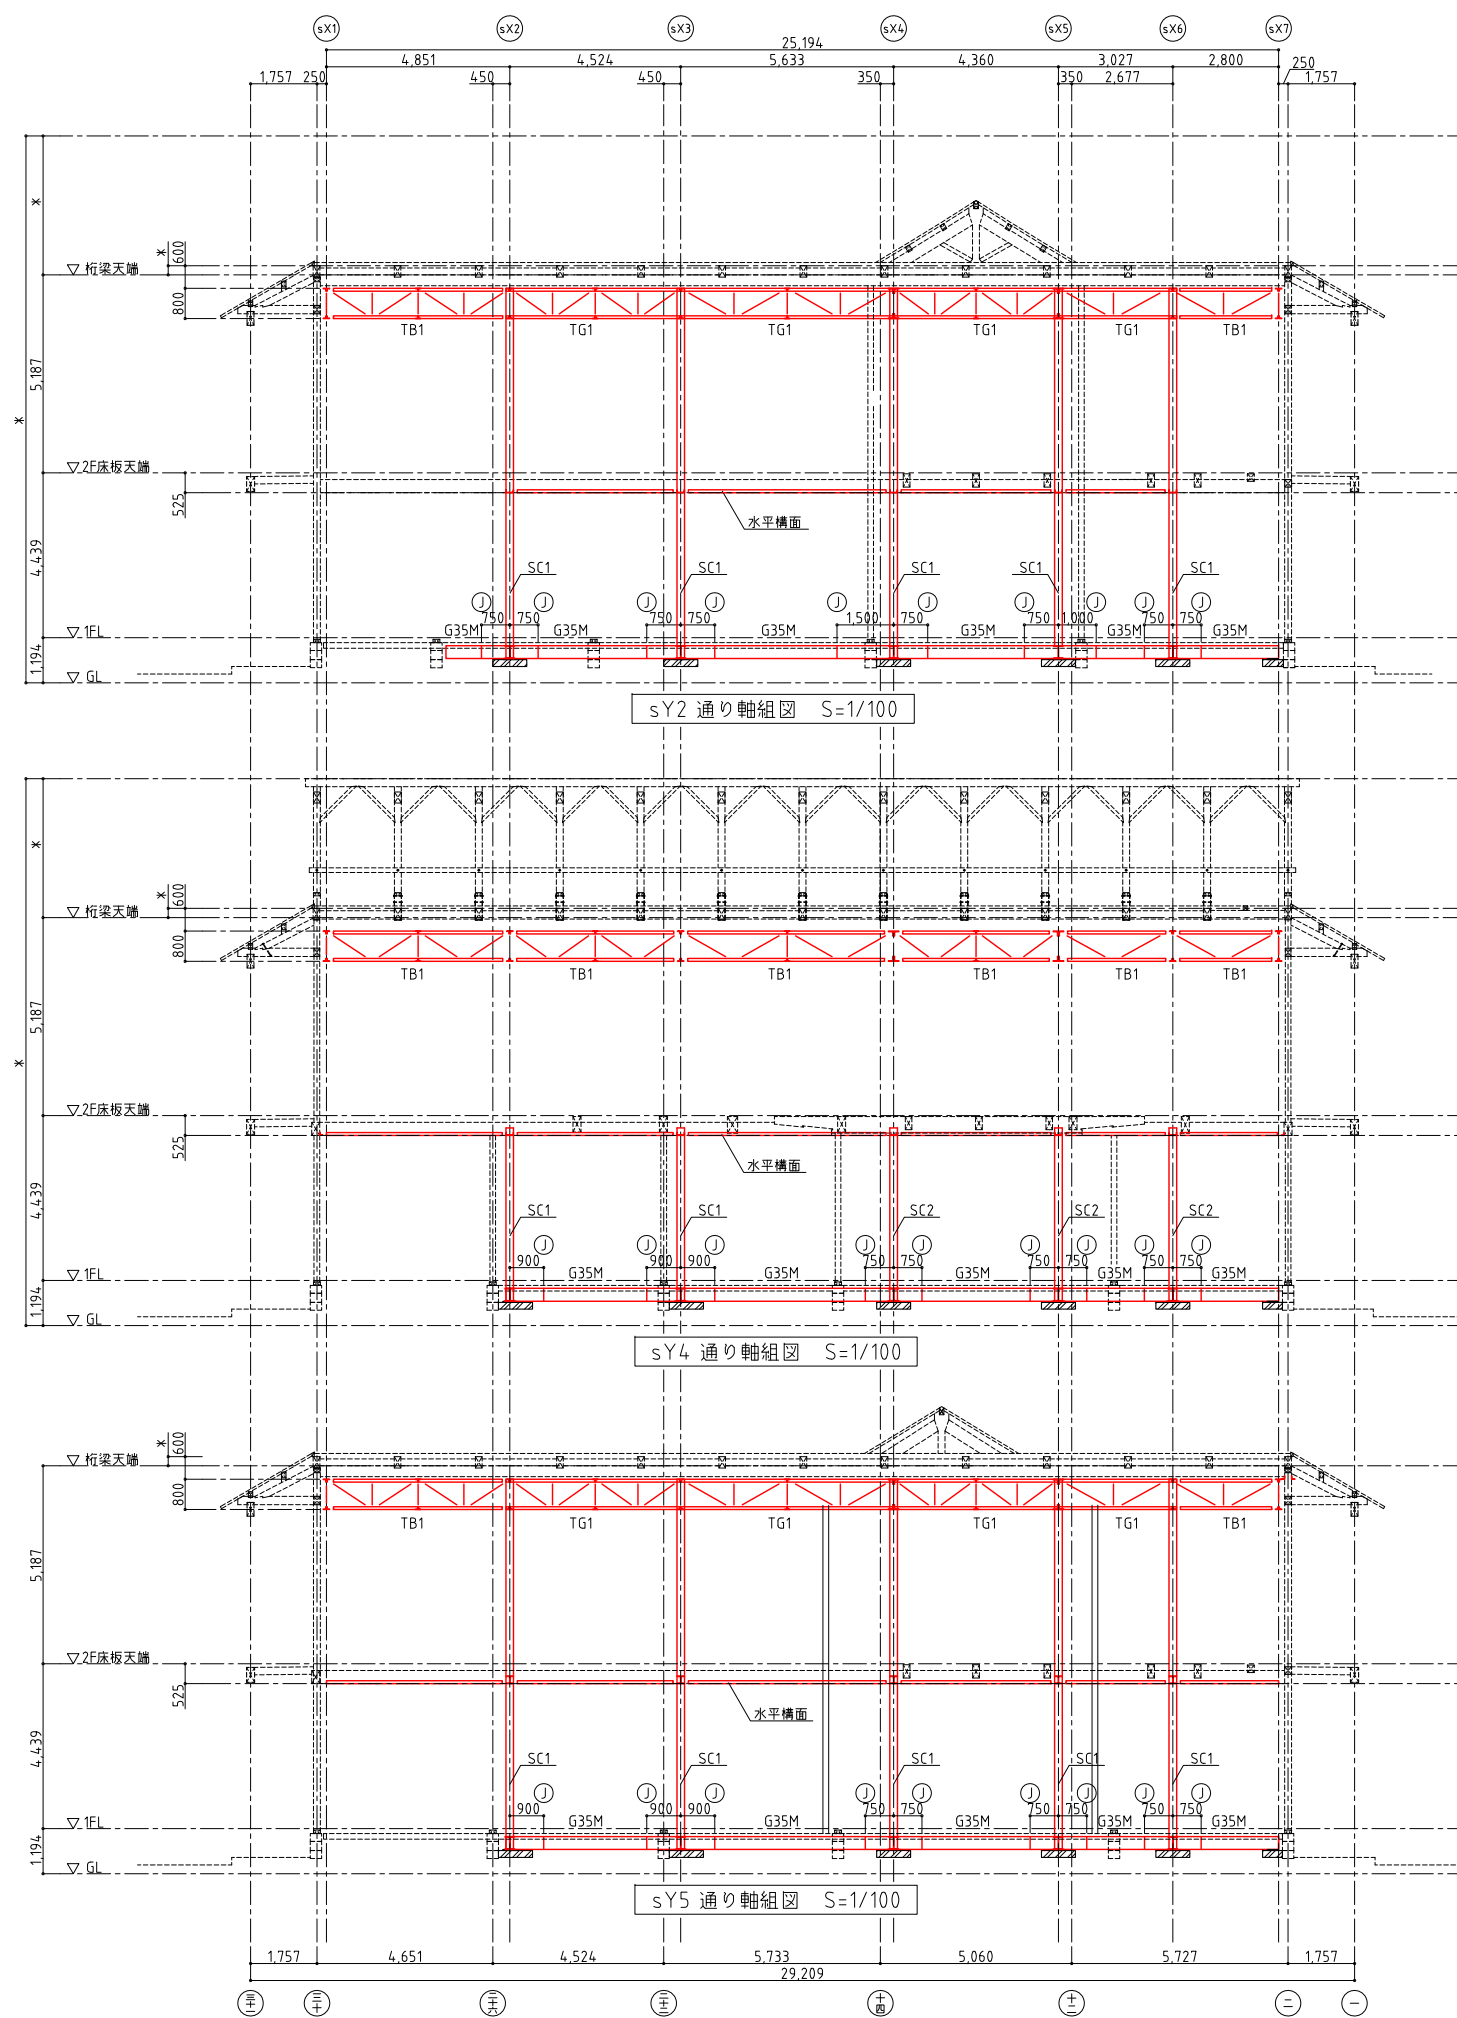 sX1 sX2 sX3 sX4 sX5 sX6 sX7
25,194
4,851 4,524 5,633 4,360 3,027 2,800
1,757 250 450 450 350 350 2,677 250 1,757
※
※ 600
▽ 桁梁天端
800
TB1 TG1 TG1 TG1 TG1 TB1
5,187
※
▽2F床板天端
525
水平構面
4,439
SC1 SC1 SC1 SC1 SC1
J J J J J J J J J J
750 750 750 750 1,500 750 750 1,000 750 750
▽ 1FL
G35M G35M G35M G35M G35M G35M
1,194
▽ GL
sY2 通り軸組図 S=1/100
※
※ 600
▽ 桁梁天端
800
TB1 TB1 TB1 TB1 TB1 TB1
5,187
※
▽2F床板天端
525
水平構面
4,439
SC1 SC1 SC2 SC2 SC2
J J J J J J J J J
900 900 900 750 750 750 750 750 750
▽ 1FL
G35M G35M G35M G35M G35M
1,194
▽ GL
sY4 通り軸組図 S=1/100
※ 600
▽ 桁梁天端
800
TB1 TG1 TG1 TG1 TG1 TB1
5,187
▽2F床板天端
525
水平構面
4,439
SC1 SC1 SC1 SC1 SC1
J J J J J J J J J
900 900 900 750 750 750 750 750 750
▽ 1FL
G35M G35M G35M G35M G35M
1,194
▽ GL
sY5 通り軸組図 S=1/100
1,757 4,651 4,524 5,733 5,060 5,727 1,757
29,209
三十 二十六 十四 十二 二 一